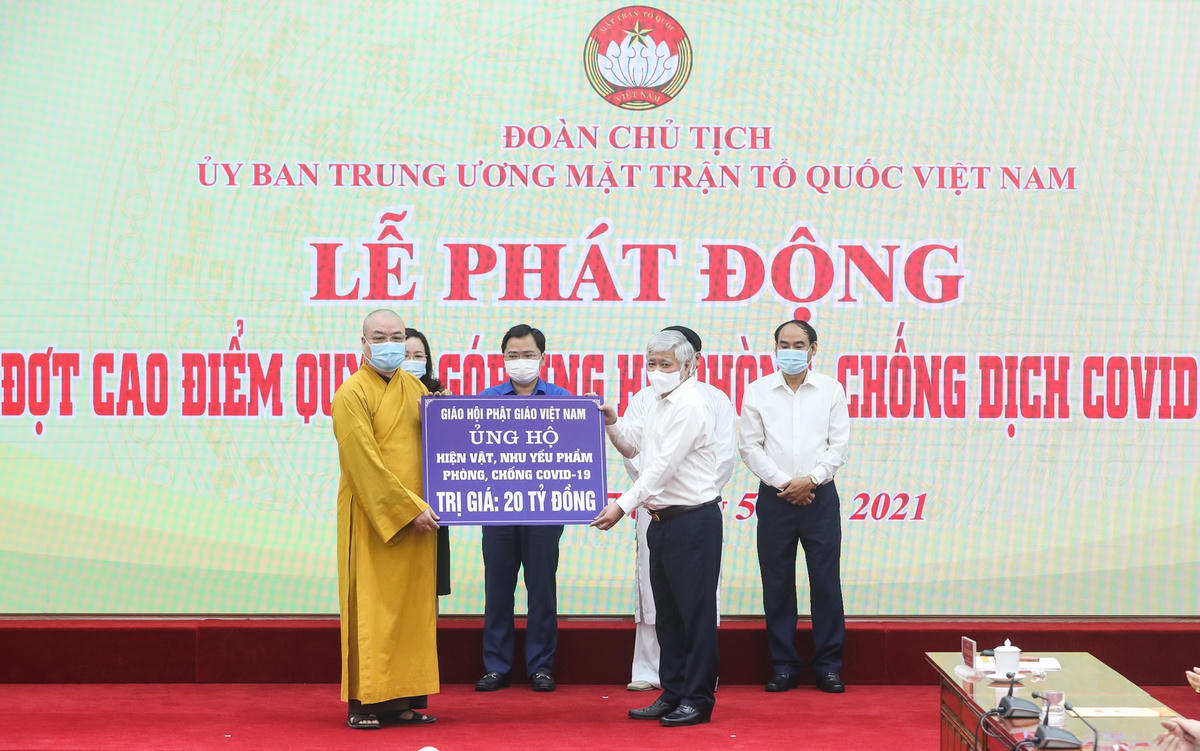 MẶT TRẬN TỔ QUỐC
VIỆT NAM
ĐOÀN CHỦ TỊCH
ỦY BAN TRUNG ƯƠNG MẶT TRẬN TỔ QUỐC VIỆT NAM
LỄ PHÁT ĐỘNG
ĐỢT CAO ĐIỂM CHỐNG DỊCH COVID
2021
GIÁO HỘI PHẬT GIÁO VIỆT NAM
ỦNG HỘ
HIỆN VẬT, NHU YẾU PHẨM
PHÒNG, CHỐNG COVID-19
TRỊ GIÁ: 20 TỶ ĐỒNG